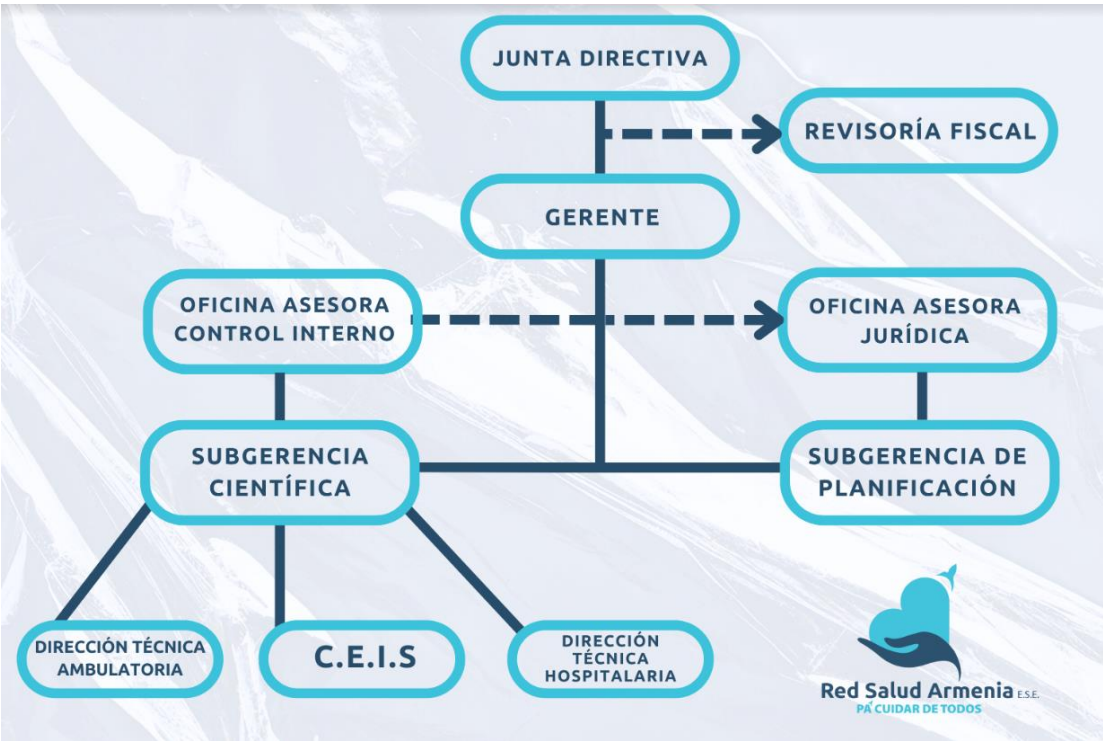 JUNTA DIRECTIVA
REVISORÍA FISCAL
GERENTE
OFICINA ASESORA
CONTROL INTERNO
OFICINA ASESORA
JURÍDICA
SUBGERENCIA
CIENTÍFICA
SUBGERENCIA DE
PLANIFICACIÓN
DIRECCIÓN TÉCNICA
AMBULATORIA
C.E.I.S
DIRECCIÓN
TÉCNICA
HOSPITALARIA
Red Salud Armenia E.S.E.
PA' CUIDAR DE TODOS